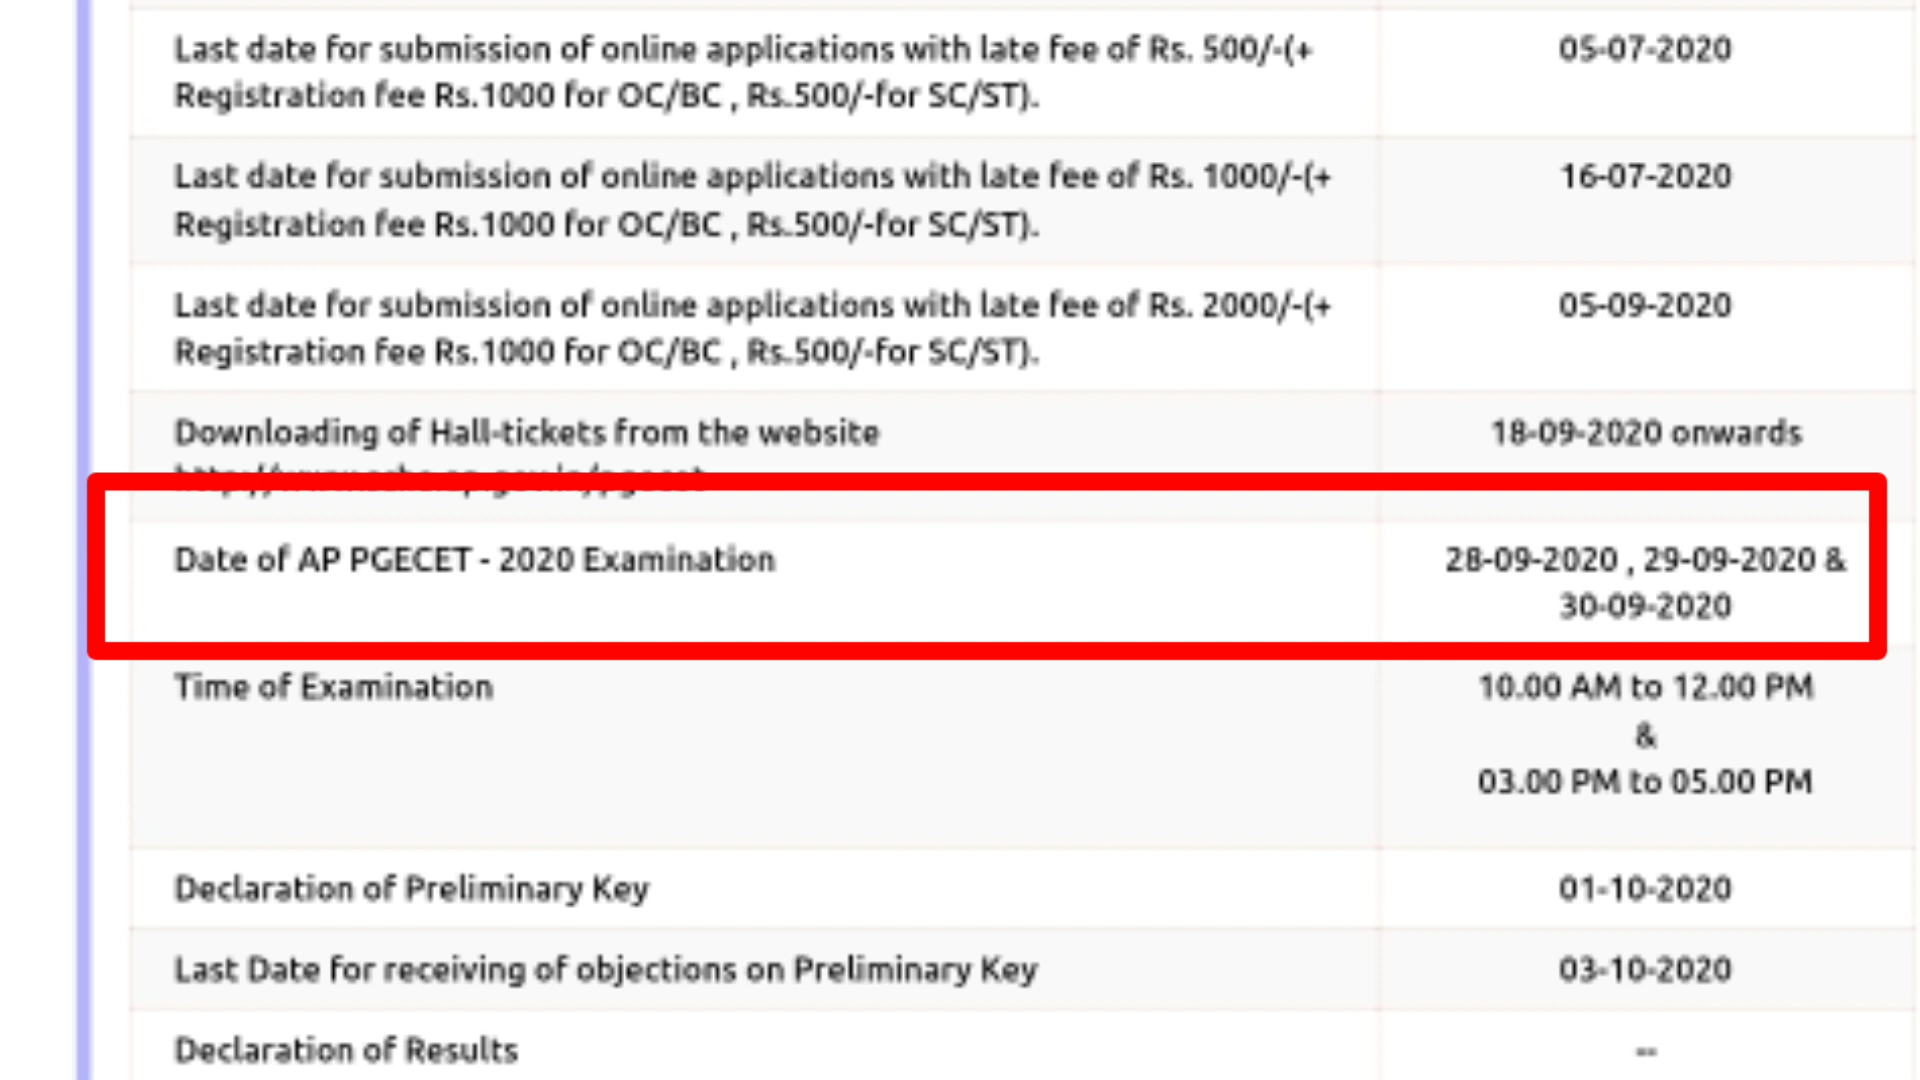 Last date for submission of online applications with late fee of Rs. 500/-(+
Registration fee Rs.1000 for OC/BC , Rs.500/-for SC/ST).
05-07-2020
Last date for submission of online applications with late fee of Rs. 1000/-(+
Registration fee Rs.1000 for OC/BC , Rs.500/-for SC/ST).
16-07-2020
Last date for submission of online applications with late fee of Rs. 2000/-(+
Registration fee Rs.1000 for OC/BC , Rs.500/-for SC/ST).
05-09-2020
Downloading of Hall-tickets from the website
18-09-2020 onwards
Date of AP PGECET - 2020 Examination
28-09-2020 , 29-09-2020 &
30-09-2020
Time of Examination
10.00 AM to 12.00 PM
&
03.00 PM to 05.00 PM
Declaration of Preliminary Key
01-10-2020
Last Date for receiving of objections on Preliminary Key
03-10-2020
Declaration of Results
--